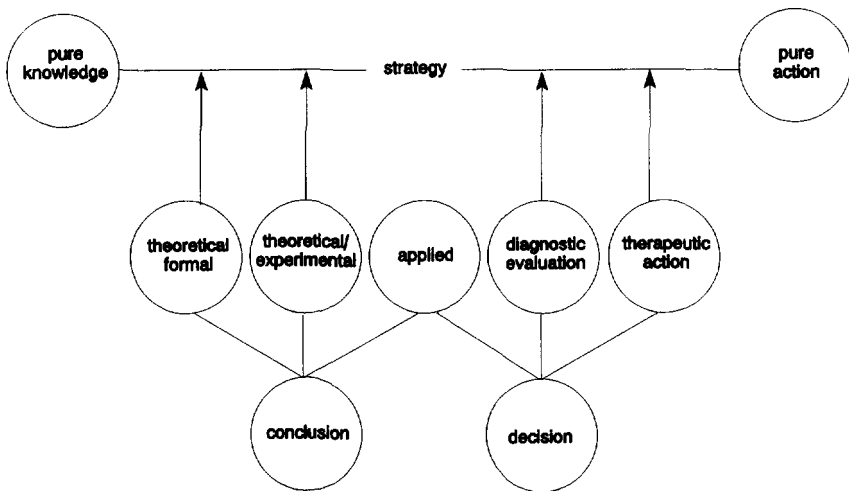 pure
knowledge
strategy
pure
action
theoretical
formal
theoretical/
experimental
applied
diagnostic
evaluation
therapeutic
action
conclusion
decision